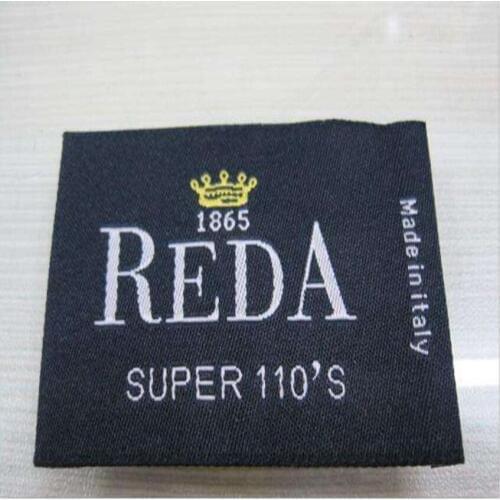 1865
REDA
SUPER 110'S
Made in italy